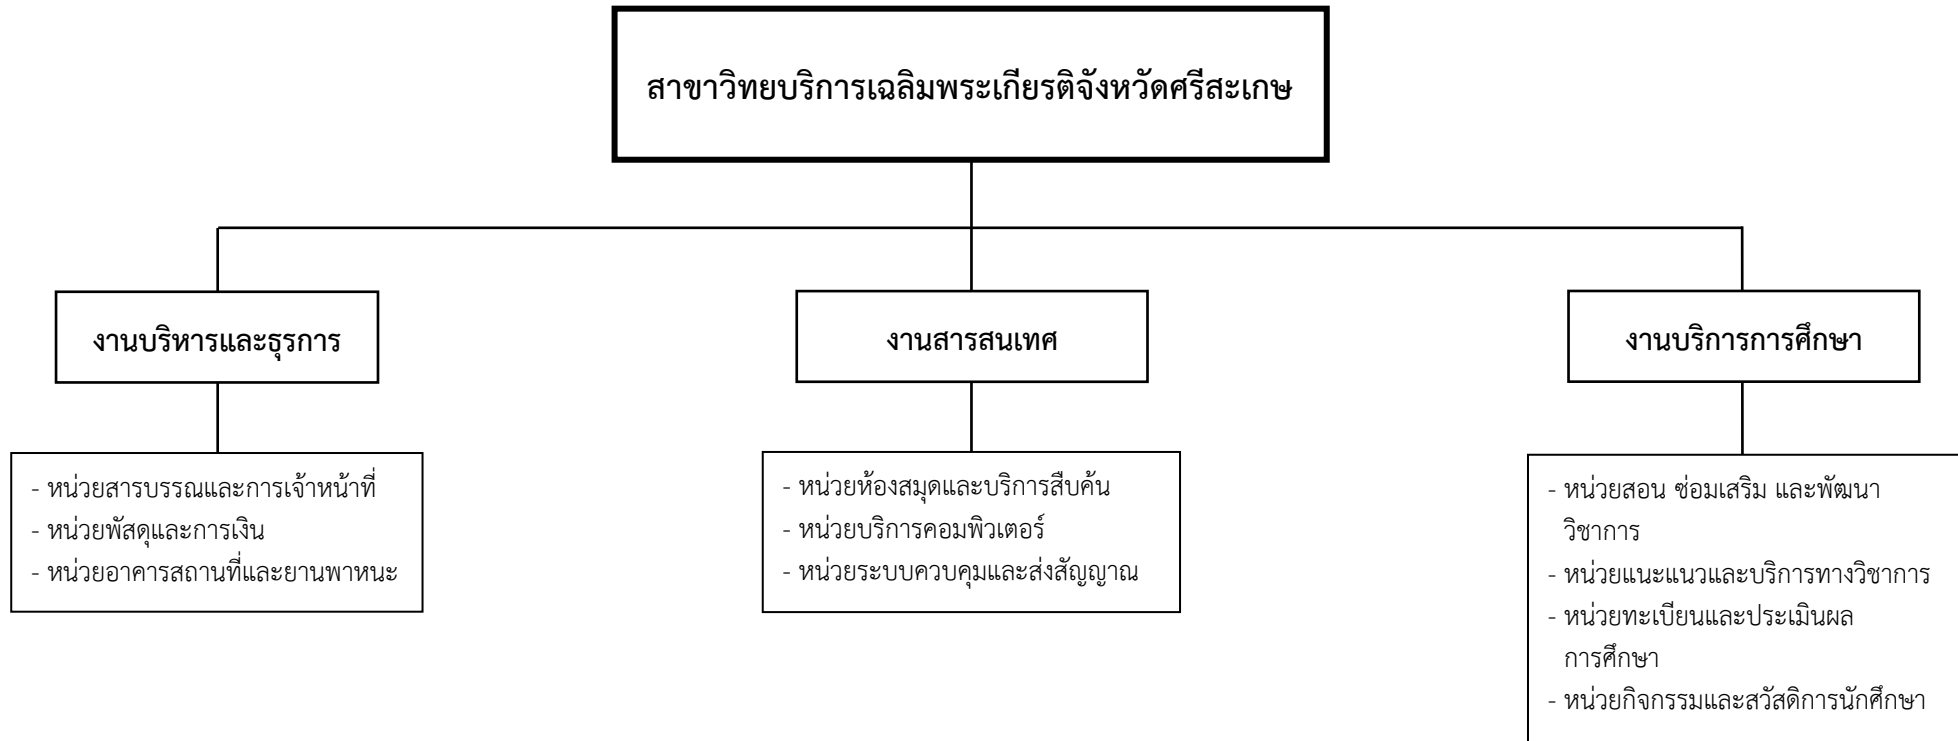 สาขาวิทยบริการเฉลิมพระเกียรติจังหวัดศรีสะเกษ
งานบริหารและธุรการ
งานสารสนเทศ
งานบริการการศึกษา
- หน่วยสารบรรณและการเจ้าหน้าที่
- หน่วยพัสดุและการเงิน
- หน่วยอาคารสถานที่และยานพาหนะ
- หน่วยห้องสมุดและบริการสืบค้น
- หน่วยบริการคอมพิวเตอร์
- หน่วยระบบควบคุมและส่งสัญญาณ
- หน่วยสอน ซ่อมเสริม และพัฒนา
วิชาการ
- หน่วยแนะแนวและบริการทางวิชาการ
- หน่วยทะเบียนและประเมินผล
การศึกษา
- หน่วยกิจกรรมและสวัสดิการนักศึกษา